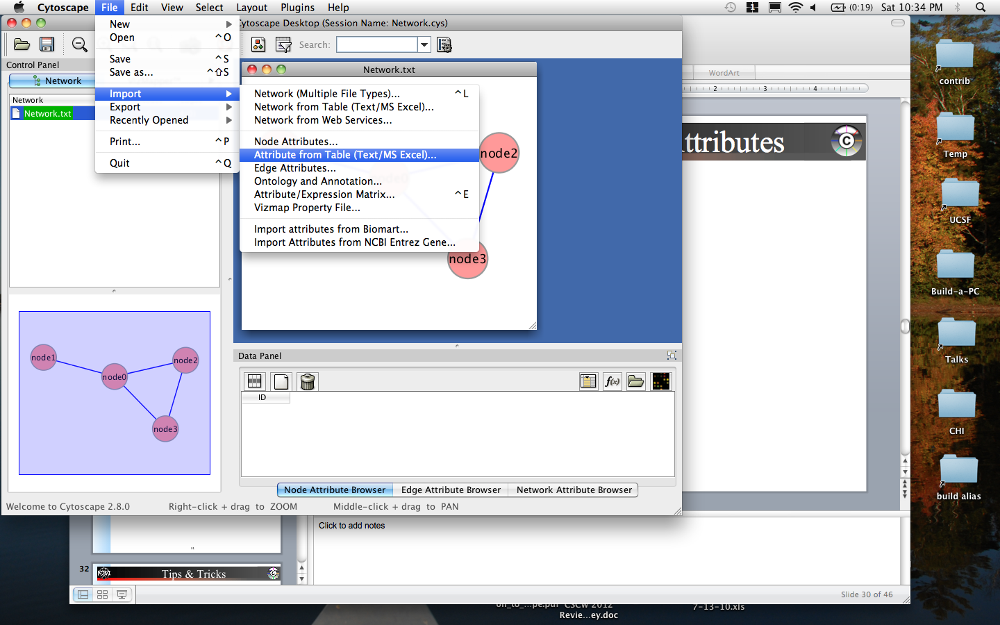 Cytoscape File Edit View Select Layout Plugins Help
1 (0:19) Sat 10:34 PM
Cytoscape Desktop (Session Name: Network.cys)
New
Open ^O
Save ^S
Save as... ^⇧S
Import
Export
Recently Opened
Print... ^P
Quit ^Q
Search:
Control Panel
Network
Network
Network.txt
Network.txt
Network (Multiple File Types)... ^L
Network from Table (Text/MS Excel)...
Network from Web Services...
Node Attributes...
Attribute from Table (Text/MS Excel)...
Edge Attributes...
Ontology and Annotation...
Attribute/Expression Matrix... ^E
Vizmap Property File...
Import attributes from Biomart...
Import Attributes from NCBI Entrez Gene...
node2
node3
node1
node2
node0
node3
Data Panel
f(x)
ID
Node Attribute Browser Edge Attribute Browser Network Attribute Browser
Welcome to Cytoscape 2.8.0 Right-click + drag to ZOOM Middle-click + drag to PAN
WordArt
2 3 4
ttributes
C
Click to add notes
32
Tips & Tricks
Slide 30 of 46
CSCW 2012
Revie...ey.doc
7-13-10.xls
contrib
Temp
UCSF
Build-a-PC
Talks
CHI
build alias